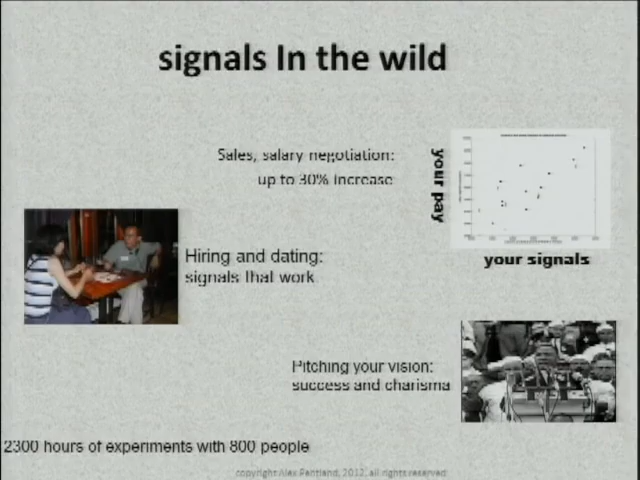 signals In the wild
Sales, salary negotiation:
up to 30% increase
your pay
your signals
Hiring and dating:
signals that work
Pitching your vision:
success and charisma
2300 hours of experiments with 800 people
copyright Alex Pentland, 2012, all rights reserved